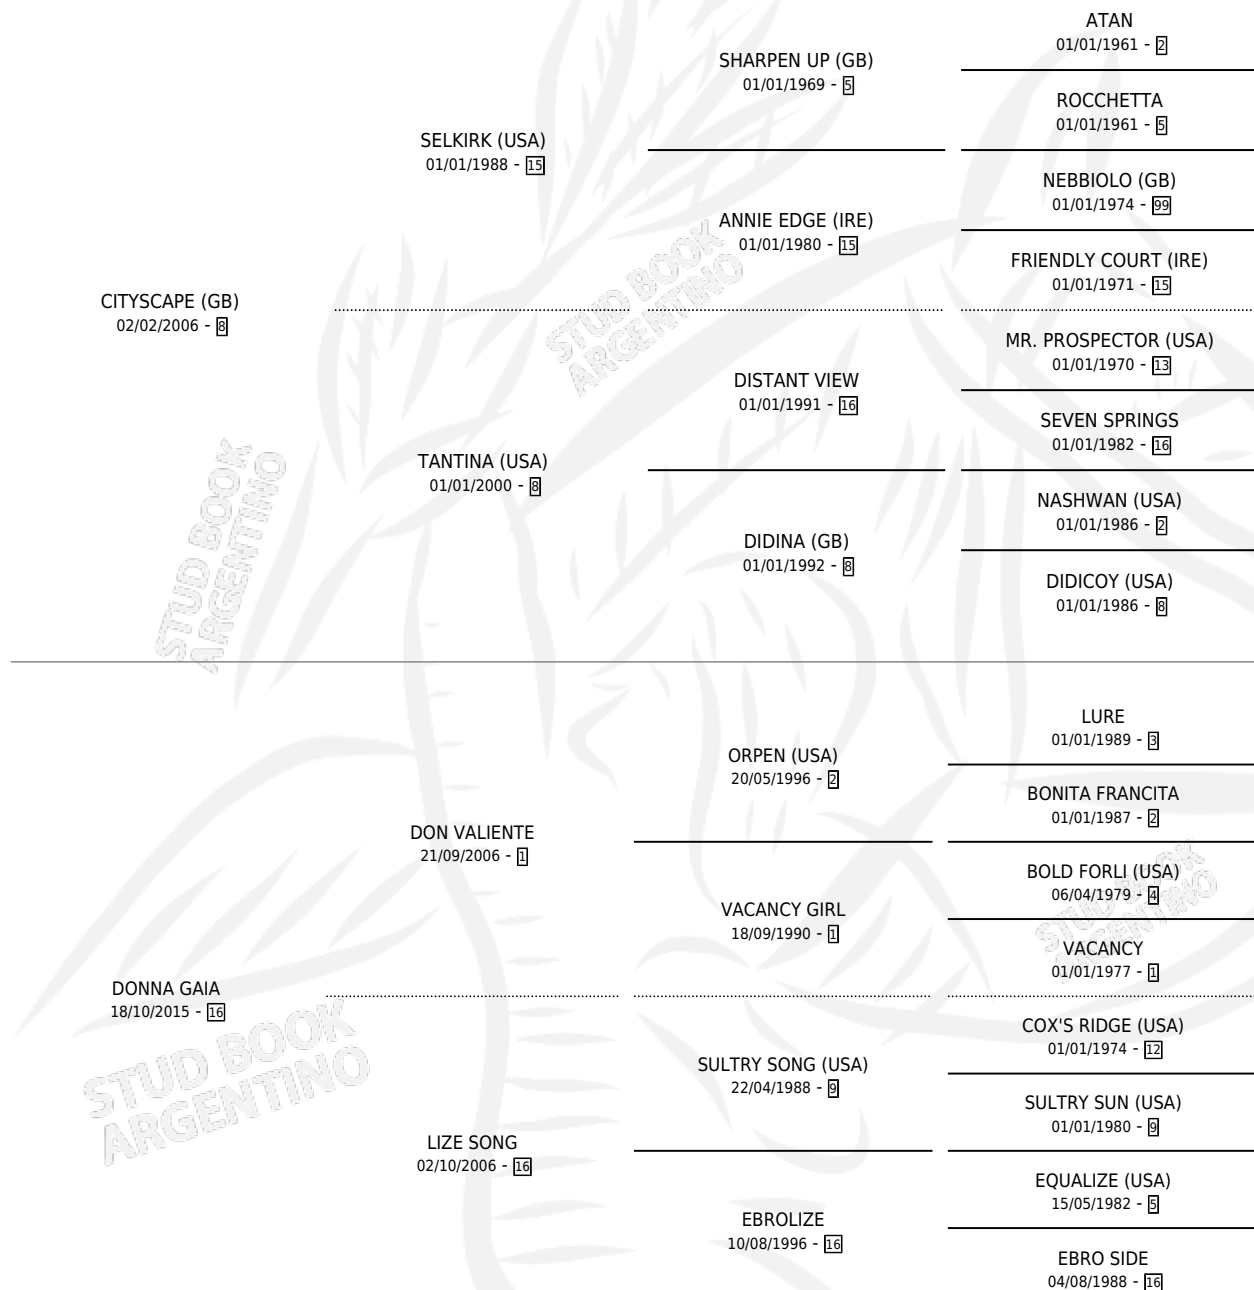 ATAN
01/01/1961 - 2
SHARPEN UP (GB)
01/01/1969 - 5
ROCCHETTA
01/01/1961 - 5
SELKIRK (USA)
01/01/1988 - 15
NEBBIOLO (GB)
01/01/1974 - 99
ANNIE EDGE (IRE)
01/01/1980 - 15
FRIENDLY COURT (IRE)
01/01/1971 - 15
CITYSCAPE (GB)
02/02/2006 - 8
STUD BOOK
ARGENTINO
MR. PROSPECTOR (USA)
01/01/1970 - 13
DISTANT VIEW
01/01/1991 - 16
SEVEN SPRINGS
01/01/1982 - 16
TANTINA (USA)
01/01/2000 - 8
NASHWAN (USA)
01/01/1986 - 2
DIDINA (GB)
01/01/1992 - 8
DIDICOY (USA)
01/01/1986 - 8
STUD BOOK
ARGENTINO
LURE
01/01/1989 - 3
ORPEN (USA)
20/05/1996 - 2
BONITA FRANCITA
01/01/1987 - 2
DON VALIENTE
21/09/2006 - 1
BOLD FORLI (USA)
06/04/1979 - 4
VACANCY GIRL
18/09/1990 - 1
VACANCY
01/01/1977 - 1
STUD BOOK
ARGENTINO
DONNA GAIA
18/10/2015 - 16
COX'S RIDGE (USA)
01/01/1974 - 12
SULTRY SONG (USA)
22/04/1988 - 9
SULTRY SUN (USA)
01/01/1980 - 9
STUD BOOK
ARGENTINO
LIZE SONG
02/10/2006 - 16
EQUALIZE (USA)
15/05/1982 - 5
EBROLIZE
10/08/1996 - 16
EBRO SIDE
04/08/1988 - 16